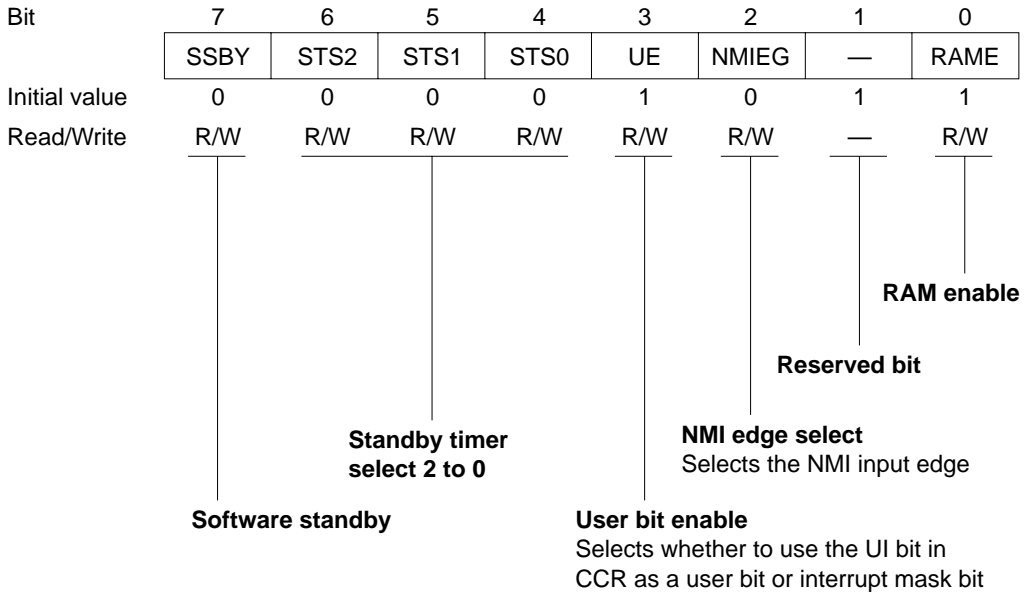 Bit 7 6 5 4 3 2 1 0
SSBY STS2 STS1 STS0 UE NMIEG — RAME
Initial value 0 0 0 0 1 0 1 1
Read/Write R/W R/W R/W R/W R/W R/W — R/W
RAM enable
Reserved bit
NMI edge select
Selects the NMI input edge
Standby timer
select 2 to 0
Software standby
User bit enable
Selects whether to use the UI bit in
CCR as a user bit or interrupt mask bit